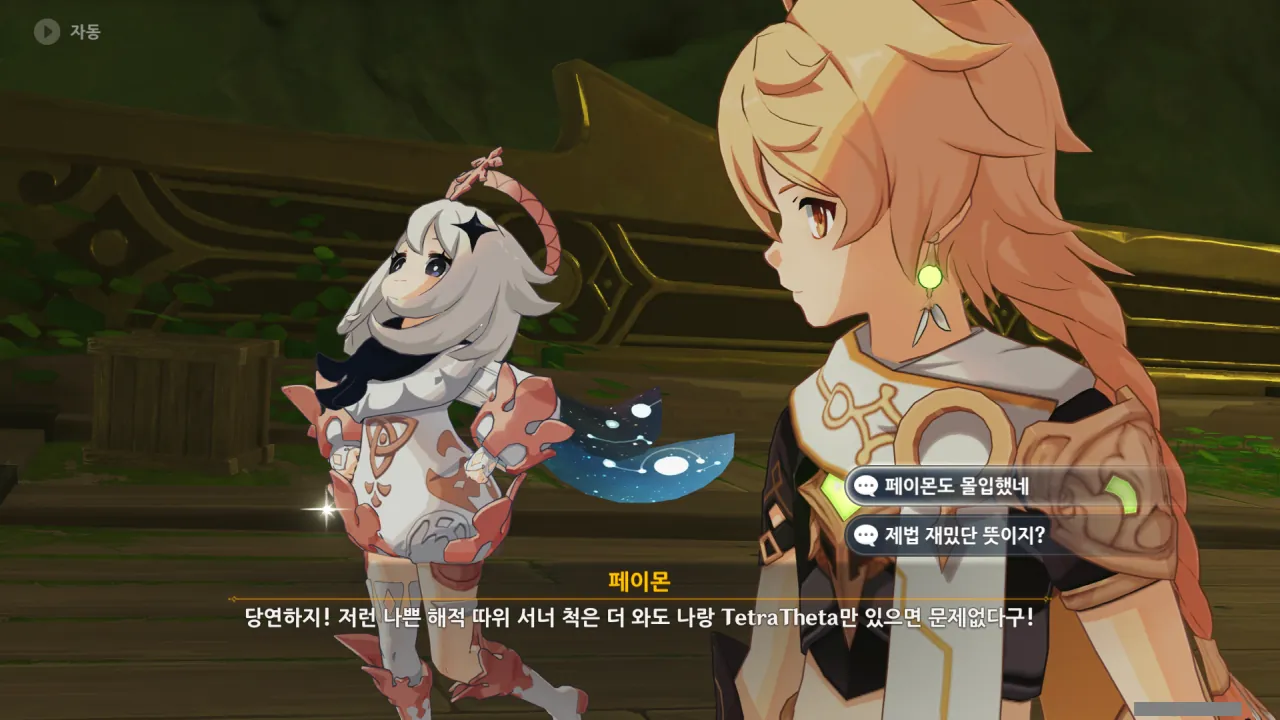 자동
페이몬도 몰입했네
제법 재밌단 뜻이지?
페이몬
당연하지! 저런 나쁜 해적 따위 서너 척은 더 와도 나랑 TetraTheta만 있으면 문제없다구!